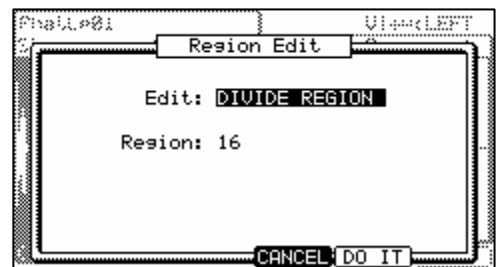 Region Edit
Edit: DIVIDE REGION
Region: 16
CANCEL DO IT